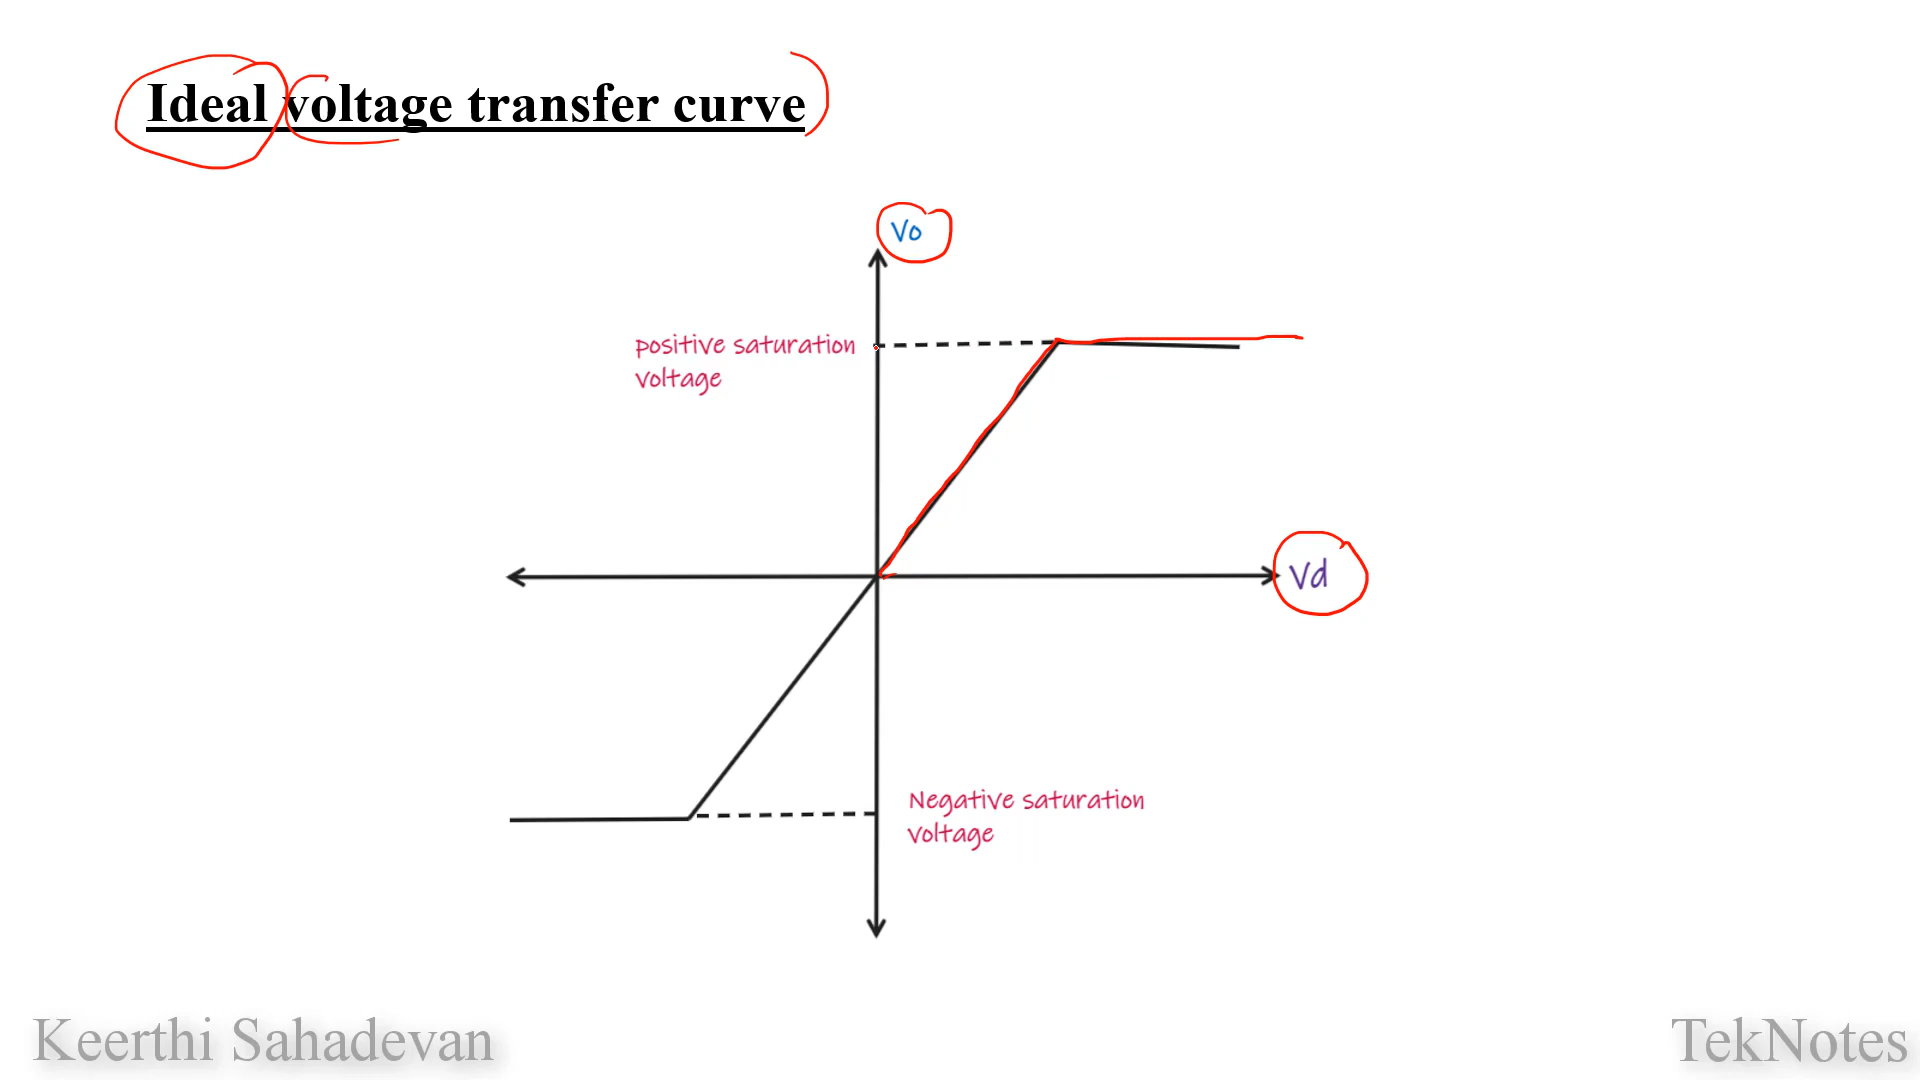 Ideal voltage transfer curve
Vo
positive saturation
voltage
Vd
Negative saturation
voltage
Keerthi Sahadevan
TekNotes